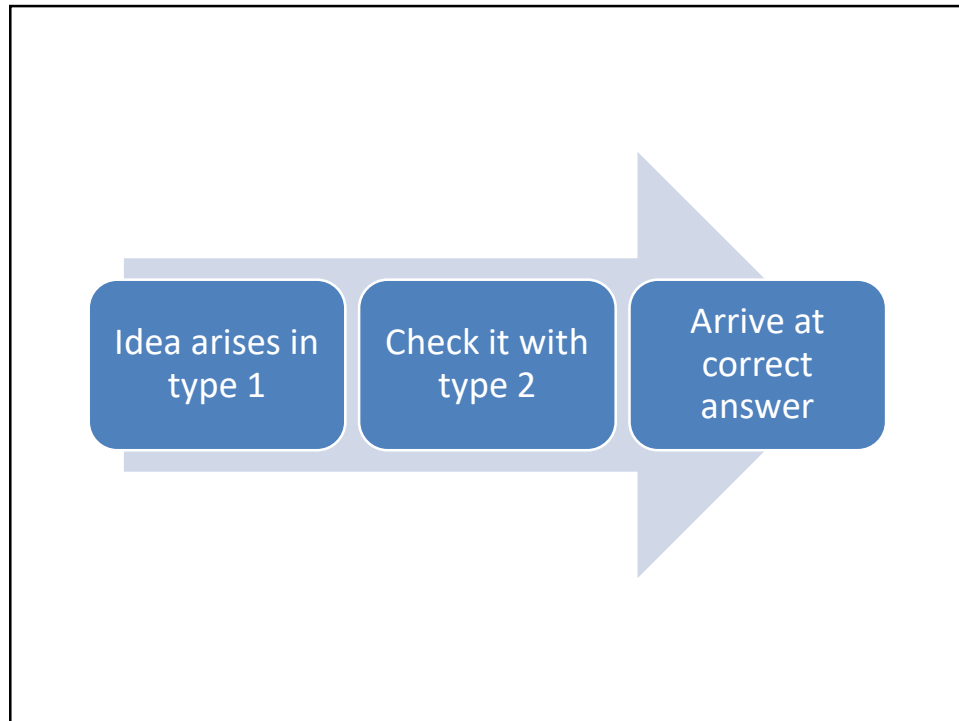 Idea arises in
type 1
Check it with
type 2
Arrive at
correct
answer